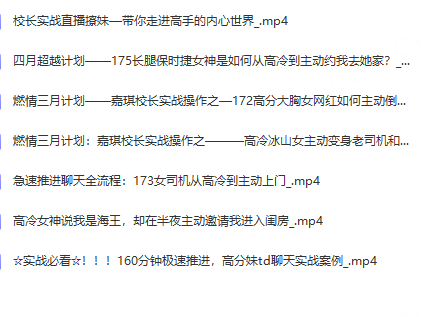 校长实战直播撩妹—带你走进高手的内心世界_.mp4
四月超越计划——175长腿保时捷女神是如何从高冷到主动约我去她家？_...
燃情三月计划——嘉琪校长实战操作之—172高分大胸女网红如何主动倒...
燃情三月计划：嘉琪校长实战操作之———高冷冰山女主动变身老司机和...
急速推进聊天全流程：173女司机从高冷到主动上门_.mp4
高冷女神说我是海王，却在半夜主动邀请我进入闺房_.mp4
☆实战必看☆！！！160分钟极速推进，高分妹td聊天实战案例_.mp4